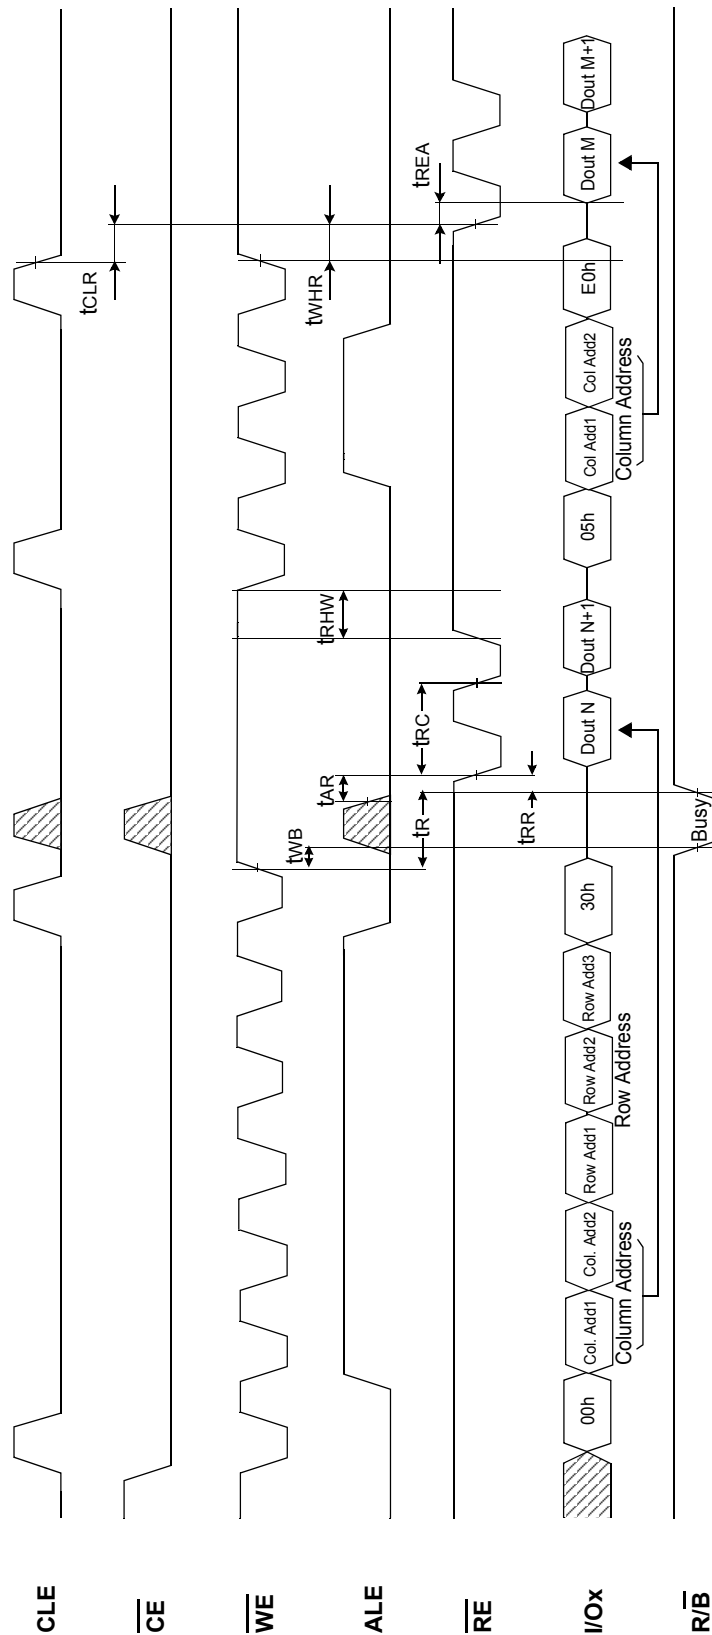 CLE
tCLR
CE
WE
tWB
tRHW
tWHR
ALE
tAR
tR
tRC
tREA
RE
tRR
I/Ox
00h
Col. Add1
Col. Add2
Row Add1
Row Add2
Row Add3
30h
Dout N
Dout N+1
05h
Col Add1
Col Add2
E0h
Dout M
Dout M+1
Column Address
Row Address
Column Address
R/B
Busy